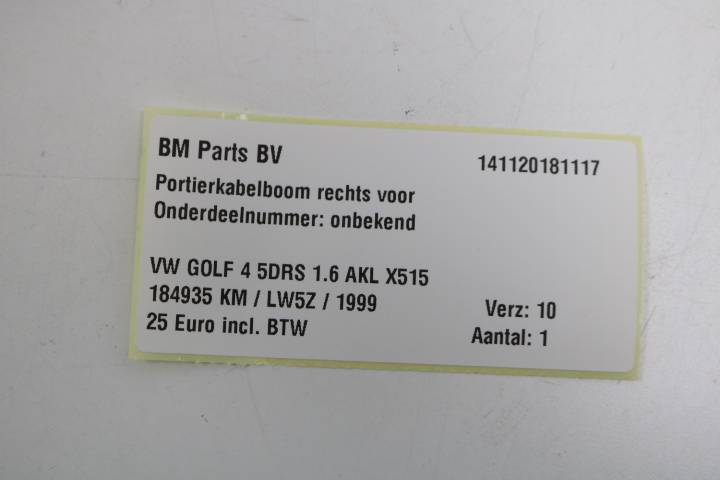 BM Parts BV 141120181117
Portierkabelboom rechts voor
Onderdeelnummer: onbekend
VW GOLF 4 5DRS 1.6 AKL X515
184935 KM / LW5Z / 1999 Verz: 10
25 Euro incl. BTW Aantal: 1